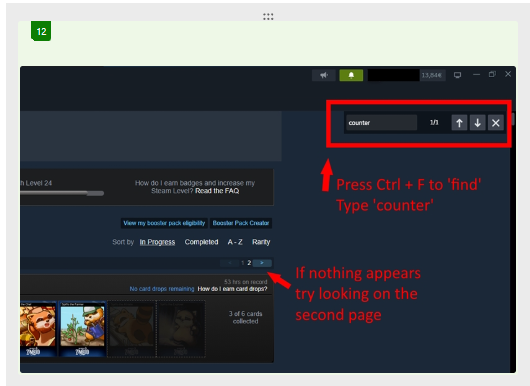 12
13,84€
counter 1/1
Press Ctrl + F to 'find'
Type 'counter'
Level 24
How do I earn badges and increase my
Steam Level? Read the FAQ
View my booster pack eligibility Booster Pack Creator
Sort by In Progress Completed A - Z Rarity
< 1 2 >
If nothing appears
try looking on the
second page
53 hrs on record
No card drops remaining How do I earn card drops?
3 of 6 cards
collected